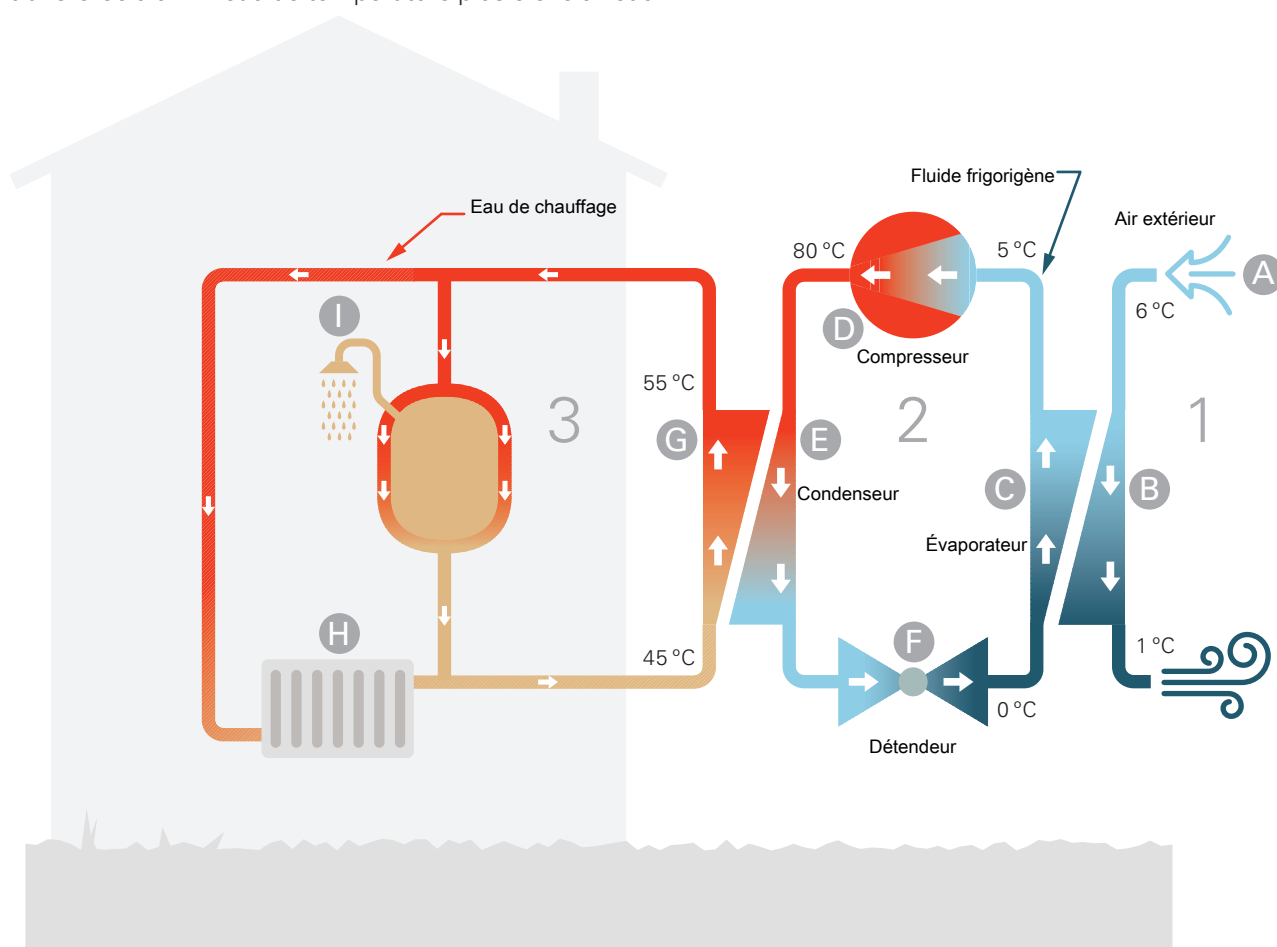 Fluide frigorigène
Eau de chauffage
Air extérieur
80 °C
5 °C
A
6 °C
I
D
Compresseur
55 °C
3
2
1
G
E
Condenseur
C
B
Évaporateur
H
F
45 °C
1 °C
0 °C
Détendeur